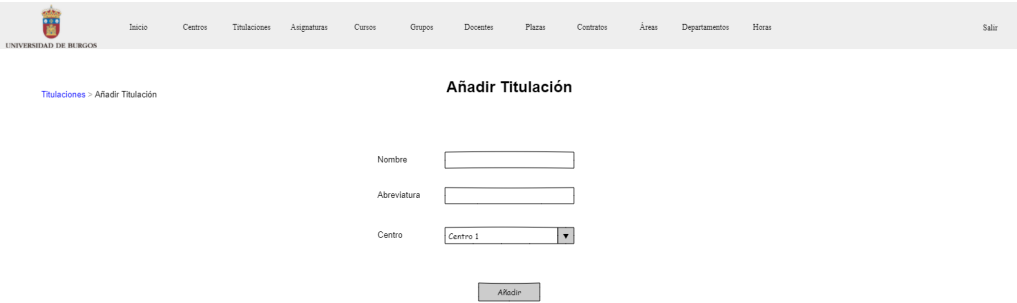 Inicio Centros Titulaciones Asignaturas Cursos Grupos Docentes Plazas Contratos Áreas Departamentos Horas Salir
UNIVERSIDAD DE BURGOS
Titulaciones > Añadir Titulación
Añadir Titulación
Nombre
Abreviatura
Centro Centro 1
Añadir